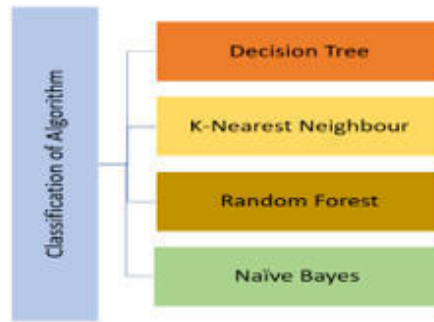 Classification of Algorithm
Decision Tree
K-Nearest Neighbour
Random Forest
Naïve Bayes